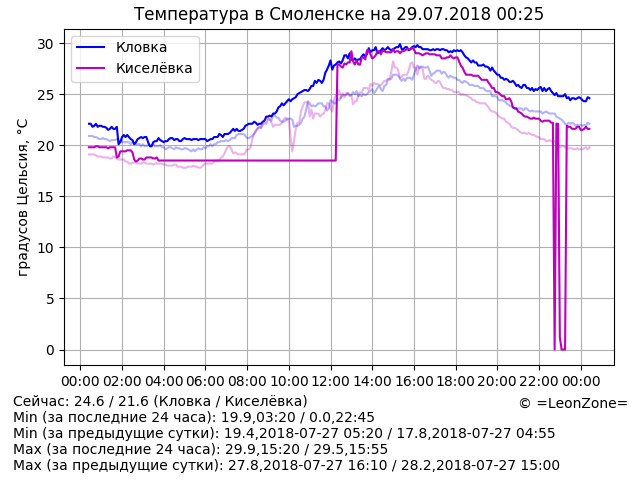 Температура в Смоленске на 29.07.2018 00:25
Кловка
Киселёвка
градусов Цельсия, °C
30
25
20
15
10
5
0
00:00 02:00 04:00 06:00 08:00 10:00 12:00 14:00 16:00 18:00 20:00 22:00 00:00
Сейчас: 24.6 / 21.6 (Кловка / Киселёвка)
© =LeonZone=
Min (за последние 24 часа): 19.9,03:20 / 0.0,22:45
Min (за предыдущие сутки): 19.4,2018-07-27 05:20 / 17.8,2018-07-27 04:55
Max (за последние 24 часа): 29.9,15:20 / 29.5,15:55
Max (за предыдущие сутки): 27.8,2018-07-27 16:10 / 28.2,2018-07-27 15:00